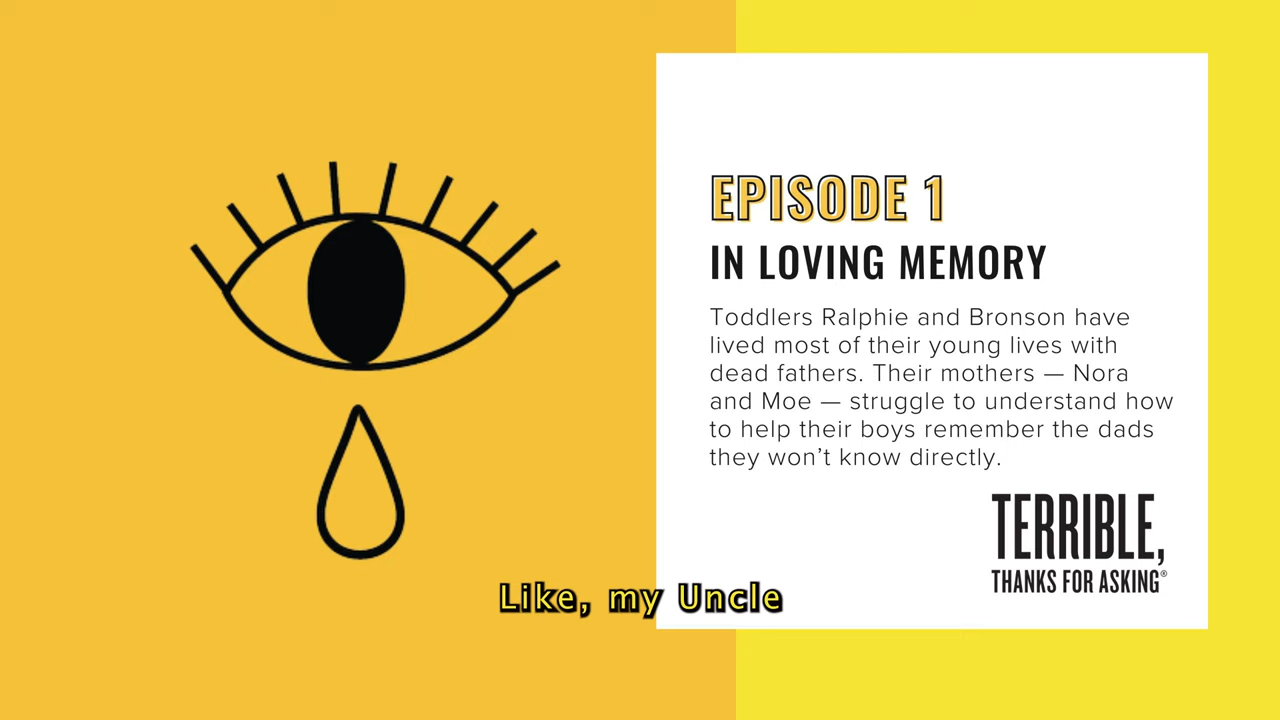 EPISODE 1
IN LOVING MEMORY
Toddlers Ralphie and Bronson have
lived most of their young lives with
dead fathers. Their mothers — Nora
and Moe — struggle to understand how
to help their boys remember the dads
they won’t know directly.
TERRIBLE,
THANKS FOR ASKING®
Like, my Uncle